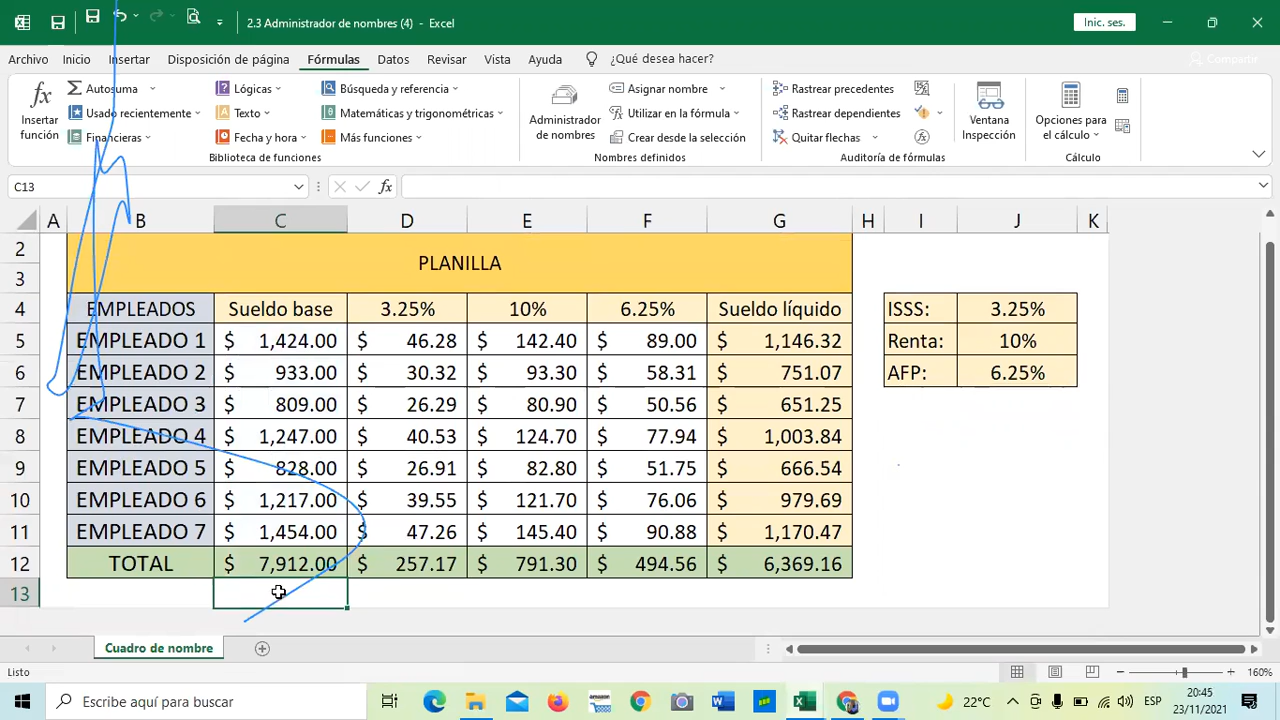 2.3 Administrador de nombres (4) - Excel
Inic. ses.
Archivo Inicio Insertar Disposición de página Fórmulas Datos Revisar Vista Ayuda ¿Qué desea hacer? Compartir
Insertar función
Autosuma
Usado recientemente
Financieras
Lógicas
Texto
Fecha y hora
Búsqueda y referencia
Matemáticas y trigonométricas
Más funciones
Biblioteca de funciones
Administrador de nombres
Asignar nombre
Utilizar en la fórmula
Crear desde la selección
Nombres definidos
Rastrear precedentes
Rastrear dependientes
Quitar flechas
Auditoría de fórmulas
Ventana Inspección
Opciones para el cálculo
Cálculo
C13
fx
A B C D E F G H I J K
2 PLANILLA
3
4 EMPLEADOS Sueldo base 3.25% 10% 6.25% Sueldo líquido ISSS: 3.25%
5 EMPLEADO 1 $ 1,424.00 $ 46.28 $ 142.40 $ 89.00 $ 1,146.32 Renta: 10%
6 EMPLEADO 2 $ 933.00 $ 30.32 $ 93.30 $ 58.31 $ 751.07 AFP: 6.25%
7 EMPLEADO 3 $ 809.00 $ 26.29 $ 80.90 $ 50.56 $ 651.25
8 EMPLEADO 4 $ 1,247.00 $ 40.53 $ 124.70 $ 77.94 $ 1,003.84
9 EMPLEADO 5 $ 828.00 $ 26.91 $ 82.80 $ 51.75 $ 666.54
10 EMPLEADO 6 $ 1,217.00 $ 39.55 $ 121.70 $ 76.06 $ 979.69
11 EMPLEADO 7 $ 1,454.00 $ 47.26 $ 145.40 $ 90.88 $ 1,170.47
12 TOTAL $ 7,912.00 $ 257.17 $ 791.30 $ 494.56 $ 6,369.16
13
Cuadro de nombre
Listo
160%
Escribe aquí para buscar
22°C
ESP
20:45
23/11/2021